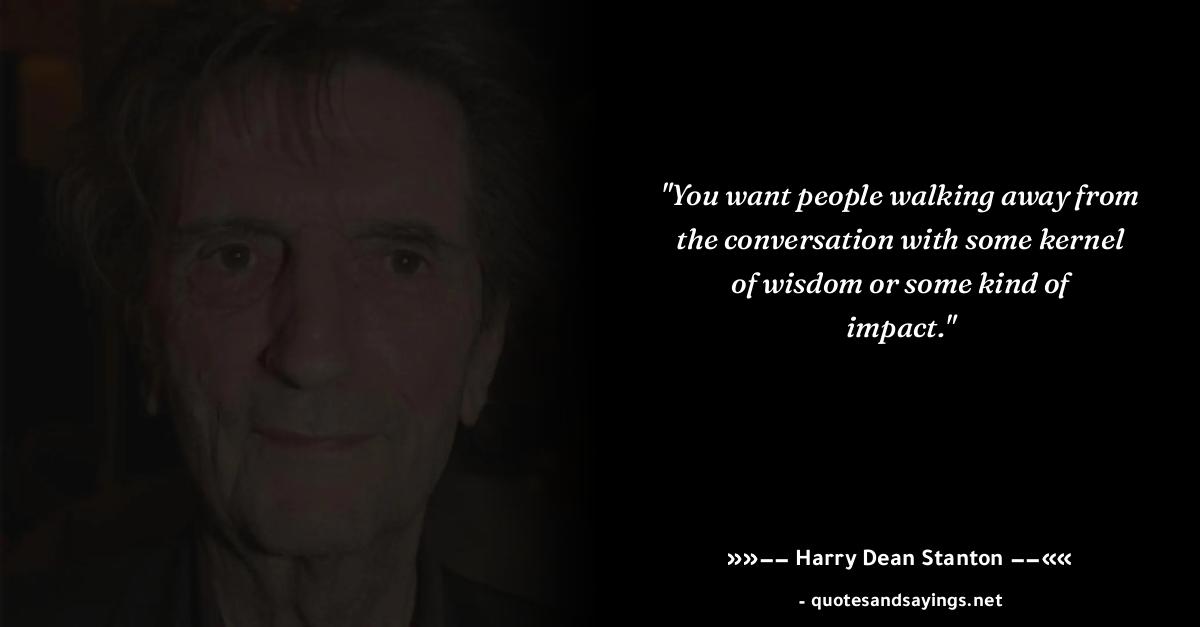 "You want people walking away from
the conversation with some kernel
of wisdom or some kind of
impact."
»»−− Harry Dean Stanton −−««
- quotesandsayings.net